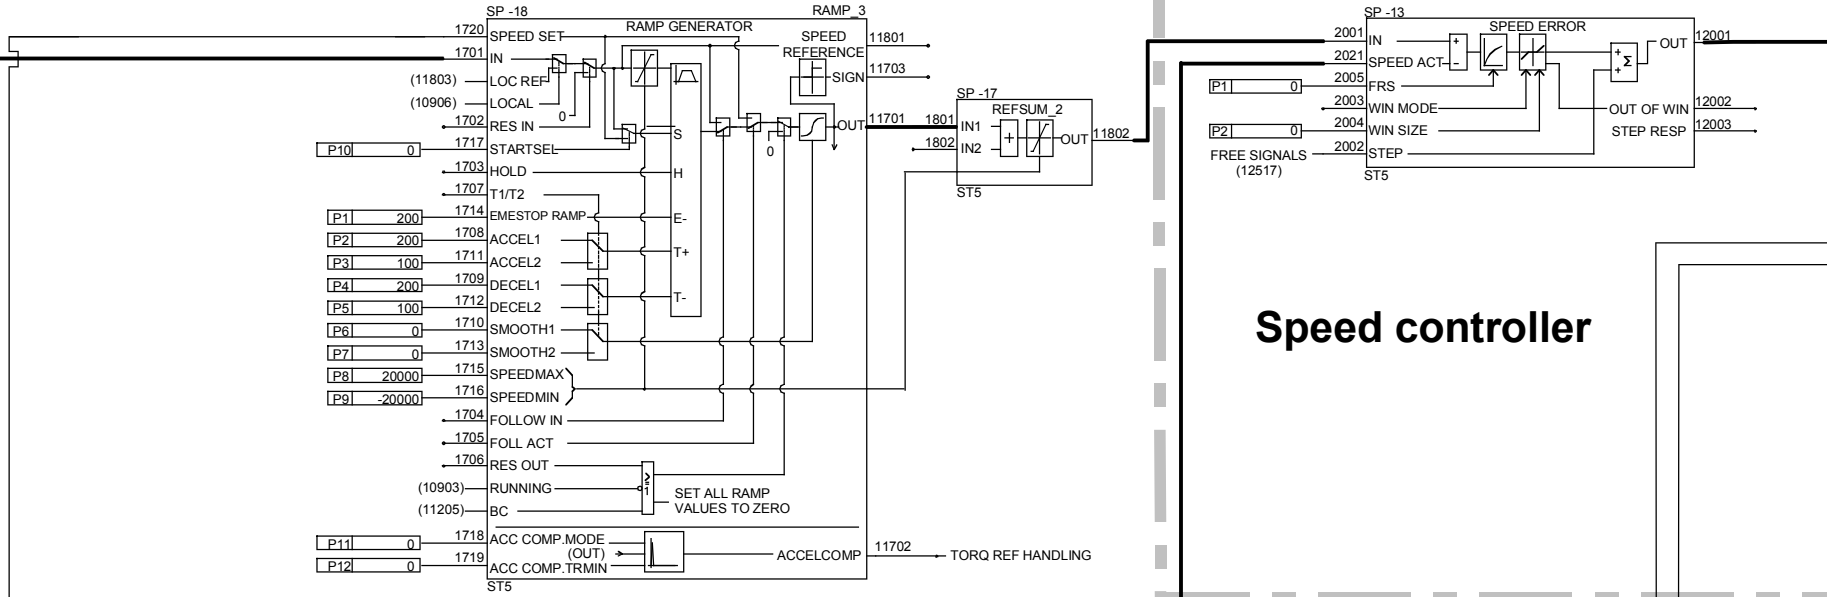 SP -18
RAMP_3
RAMP GENERATOR
1720 SPEED SET
1701 IN
(11803) LOC REF
(10906) LOCAL
1702 RES IN
P10 0 1717 STARTSEL
1703 HOLD
1707 T1/T2
P1 200 1714 EMESTOP RAMP
P2 200 1708 ACCEL1
P3 100 1711 ACCEL2
P4 200 1709 DECEL1
P5 100 1712 DECEL2
P6 0 1710 SMOOTH1
P7 0 1713 SMOOTH2
P8 20000 1715 SPEEDMAX
P9 -20000 1716 SPEEDMIN
1704 FOLLOW IN
1705 FOLL ACT
1706 RES OUT
(10903) RUNNING
(11205) BC
0
S
H
E-
T+
T-
0
≥
1
SET ALL RAMP
VALUES TO ZERO
SPEED
REFERENCE
11801
SIGN
11703
OUT
11701
P11 0 1718 ACC COMP.MODE
(OUT)
P12 0 1719 ACC COMP.TRMIN
ACCELCOMP
11702
TORQ REF HANDLING
ST5
SP -17
REFSUM_2
1801 IN1
1802 IN2
+
OUT
11802
ST5
SP -13
SPEED ERROR
2001 IN
2021 SPEED ACT
P1 0 2005 FRS
2003 WIN MODE
P2 0 2004 WIN SIZE
FREE SIGNALS
(12517)
2002 STEP
+
−
+
+
Σ
OUT
12001
OUT OF WIN
12002
STEP RESP
12003
ST5
Speed controller